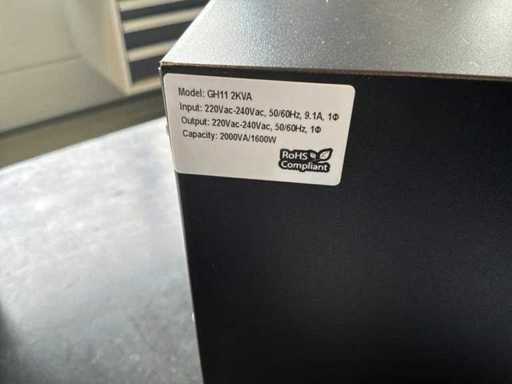 Model: GH11 2KVA
Input: 220Vac-240Vac, 50/60Hz, 9.1A, 1Φ
Output: 220Vac-240Vac, 50/60Hz, 1Φ
Capacity: 2000VA/1600W
RoHS
Compliant